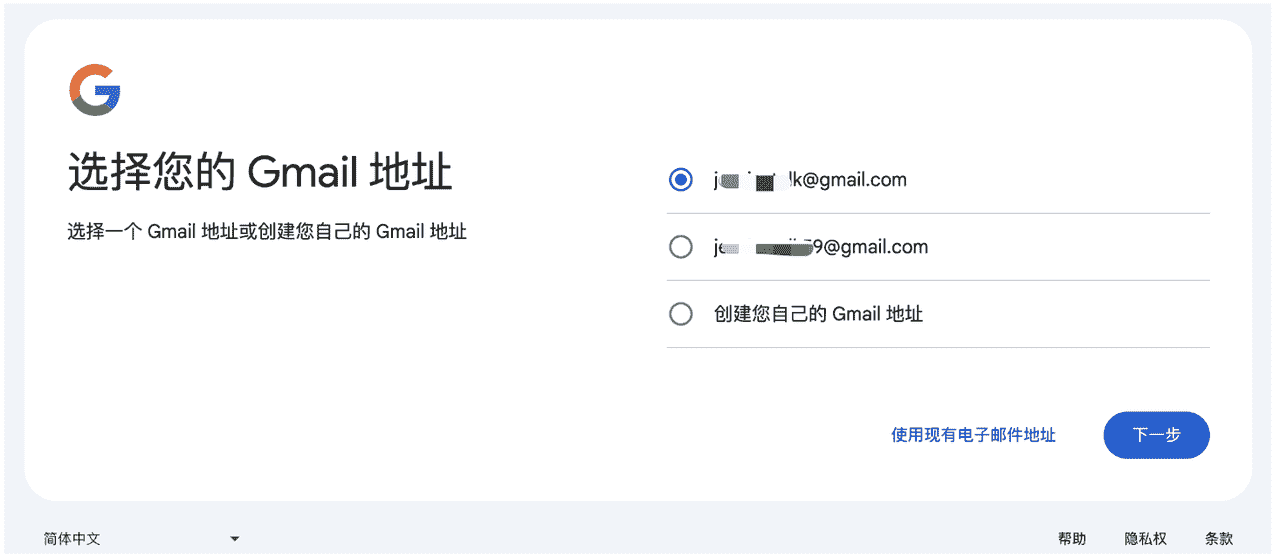 选择您的 Gmail 地址
选择一个 Gmail 地址或创建您自己的 Gmail 地址
lk@gmail.com
9@gmail.com
创建您自己的 Gmail 地址
使用现有电子邮件地址
下一步
简体中文
帮助 隐私权 条款